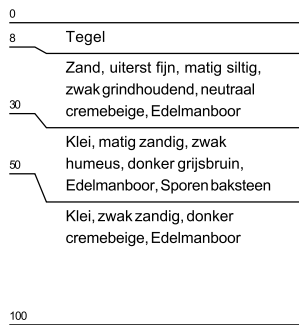 0
8
Tegel
Zand, uiterst fijn, matig siltig,
zwak grindhoudend, neutraal
30
cremebeige, Edelmanboor
Klei, matig zandig, zwak
humeus, donker grijsbruin,
50
Edelmanboor, Sporen baksteen
Klei, zwak zandig, donker
cremebeige, Edelmanboor
100